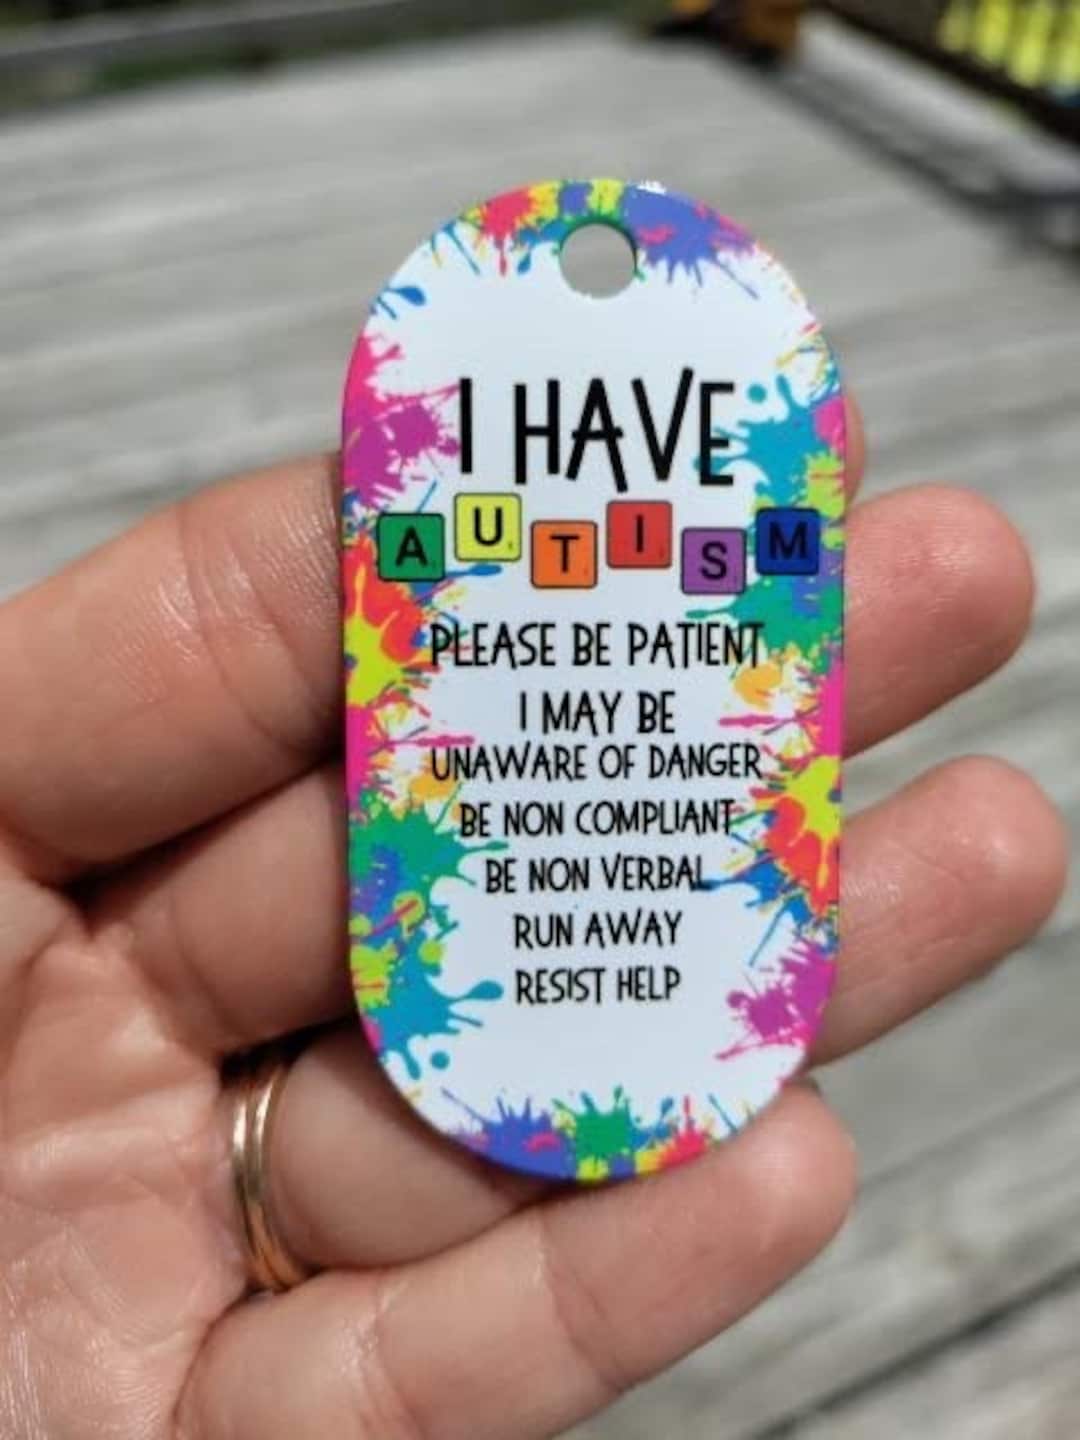 I HAVE
AUTISM
PLEASE BE PATIENT
I MAY BE
UNAWARE OF DANGER
BE NON COMPLIANT
BE NON VERBAL
RUN AWAY
RESIST HELP